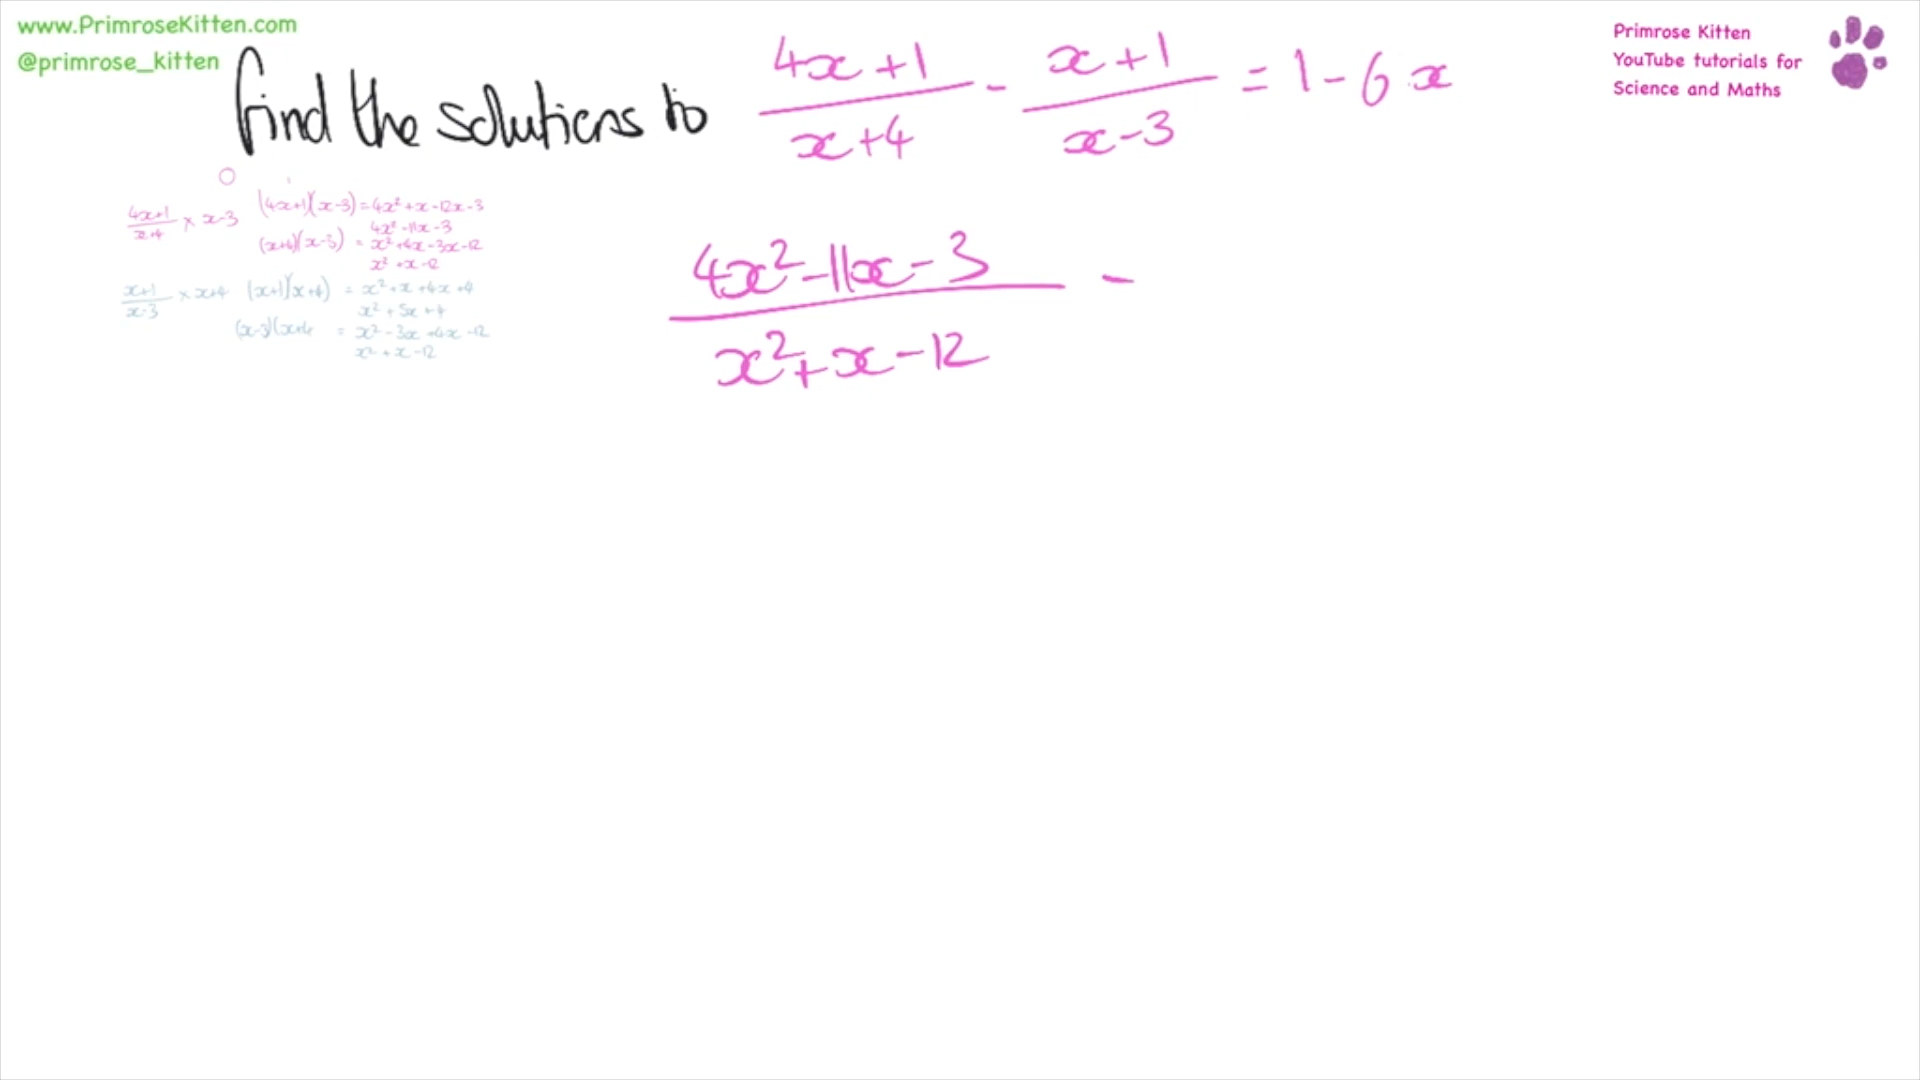 www.PrimroseKitten.com
@primrose_kitten
Primrose Kitten
YouTube tutorials for
Science and Maths
Find the solutions to (4x+1)/(x+4) - (x+1)/(x-3) = 1-6x
(4x+1)/(x+4) × x-3 (4x+1)(x-3) = 4x²+x-12x-3
4x²-11x-3
(x+4)(x-3) = x²+4x-3x-12
x²+x-12
(x+1)/(x-3) × x+4 (x+1)(x+4) = x²+x+4x+4
x²+5x+4
(x-3)(x+4 = x²-3x+4x-12
x²+x-12
(4x²-11x-3)/(x²+x-12) -